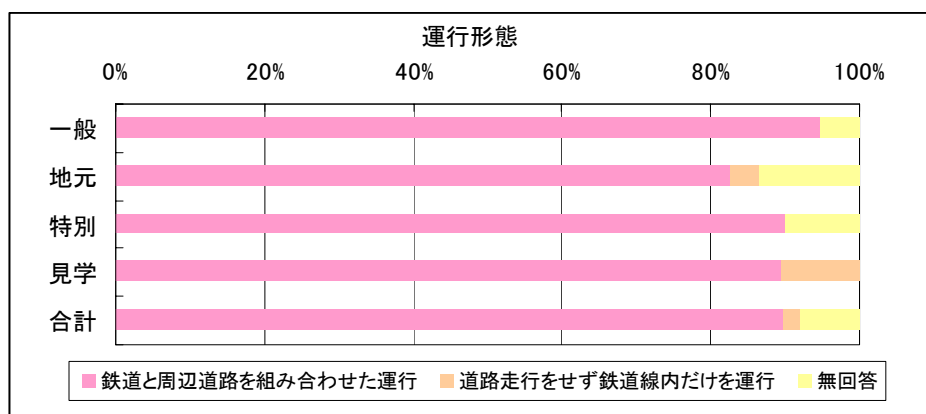 運行形態
0% 20% 40% 60% 80% 100%
一般
地元
特別
見学
合計
鉄道と周辺道路を組み合わせた運行 道路走行をせず鉄道線内だけを運行 無回答